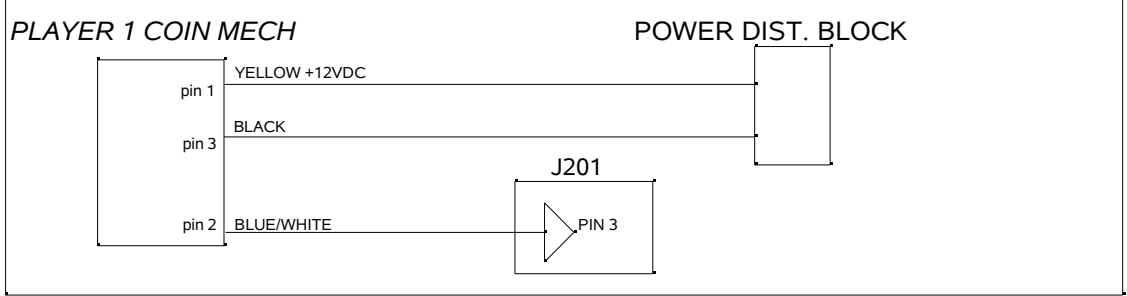 PLAYER 1 COIN MECH
POWER DIST. BLOCK
YELLOW +12VDC
pin 1
BLACK
pin 3
J201
pin 2
BLUE/WHITE
PIN 3